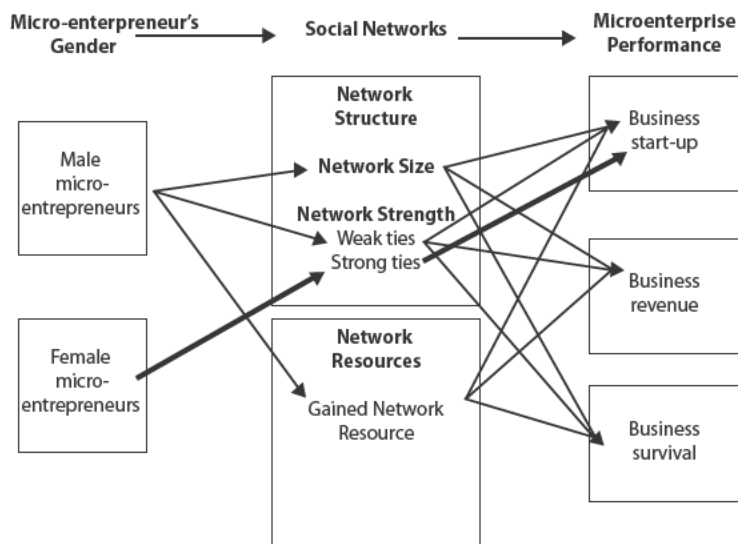 Micro-enterpreneur's
Gender
Social Networks
Microenterprise
Performance
Network
Structure
Male
micro-
entrepreneurs
Network Size
Network Strength
Weak ties
Strong ties
Business
start-up
Business
revenue
Female
micro-
entrepreneurs
Network
Resources
Gained Network
Resource
Business
survival